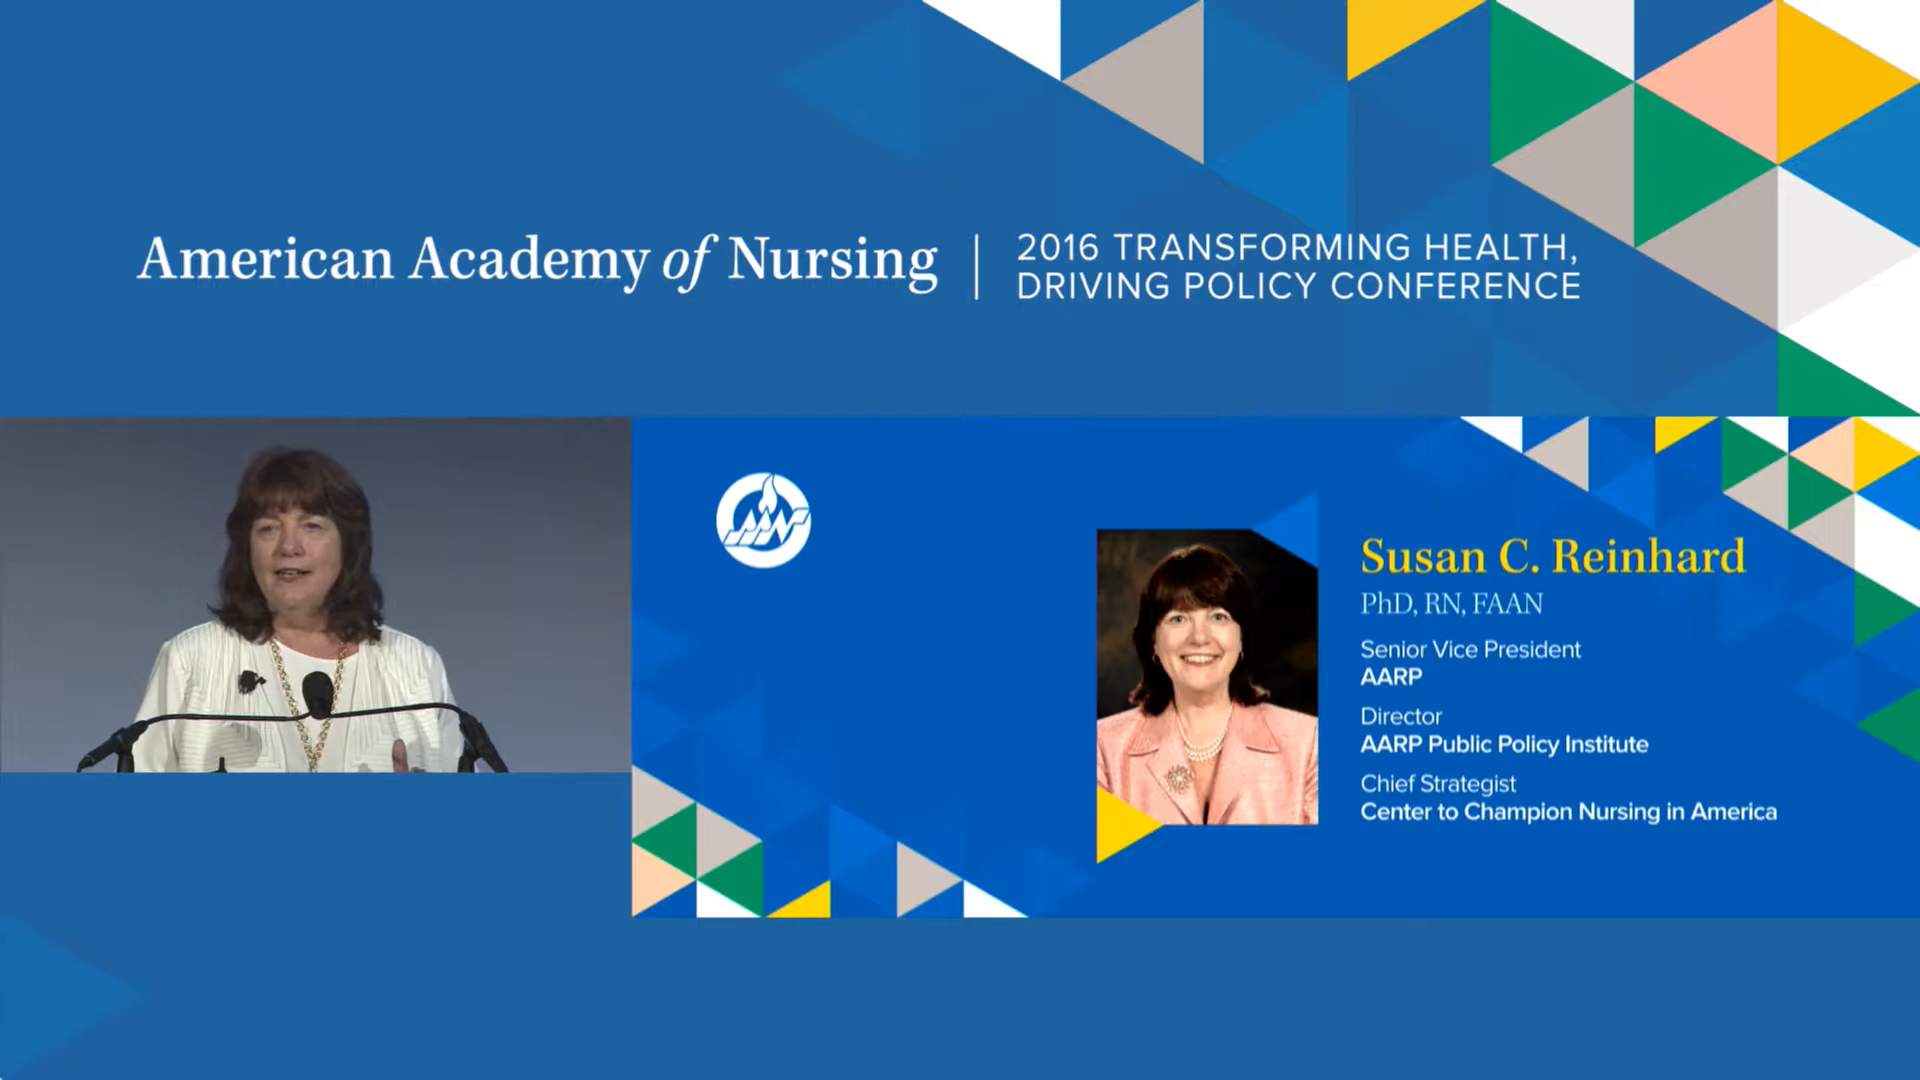 American Academy of Nursing
2016 TRANSFORMING HEALTH,
DRIVING POLICY CONFERENCE
AAN
Susan C. Reinhard
PhD, RN, FAAN
Senior Vice President
AARP
Director
AARP Public Policy Institute
Chief Strategist
Center to Champion Nursing in America